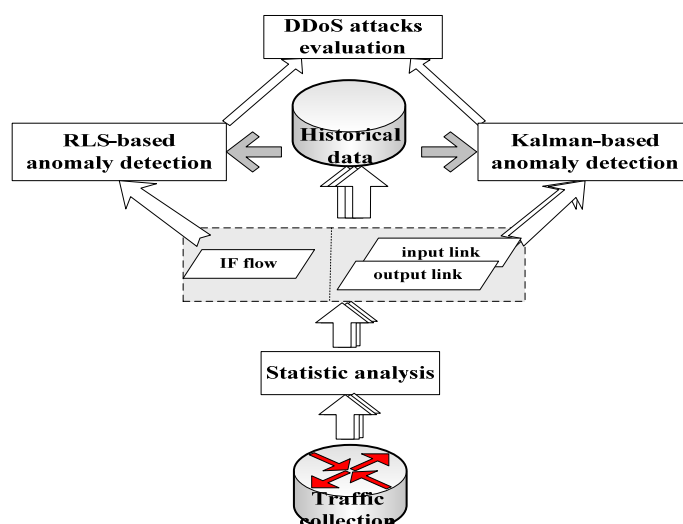 DDoS attacks
evaluation
RLS-based
anomaly detection
Historical
data
Kalman-based
anomaly detection
IF flow
input link
output link
Statistic analysis
Traffic
collection